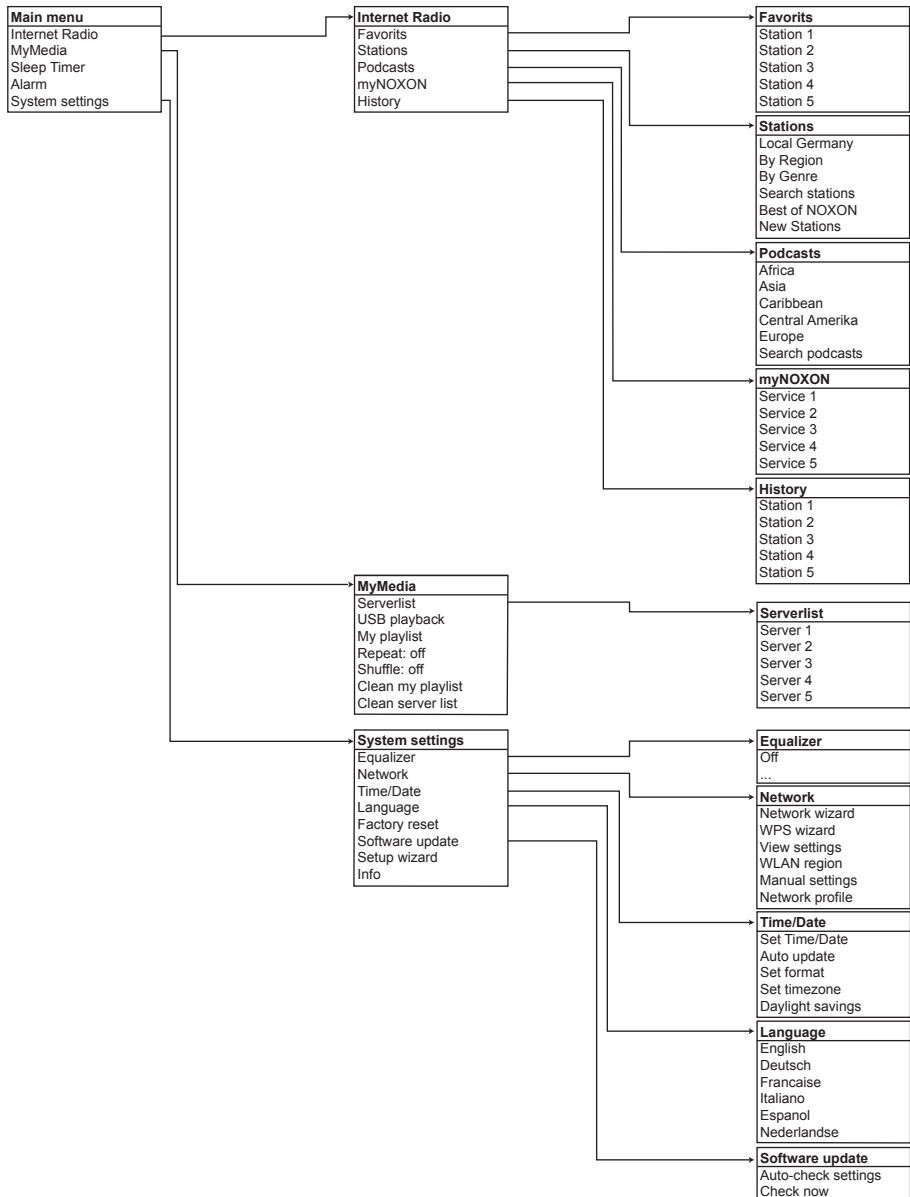 Main menu
Internet Radio
MyMedia
Sleep Timer
Alarm
System settings
Internet Radio
Favorits
Stations
Podcasts
myNOXON
History
Favorits
Station 1
Station 2
Station 3
Station 4
Station 5
Stations
Local Germany
By Region
By Genre
Search stations
Best of NOXON
New Stations
Podcasts
Africa
Asia
Caribbean
Central Amerika
Europe
Search podcasts
myNOXON
Service 1
Service 2
Service 3
Service 4
Service 5
History
Station 1
Station 2
Station 3
Station 4
Station 5
MyMedia
Serverlist
USB playback
My playlist
Repeat: off
Shuffle: off
Clean my playlist
Clean server list
Serverlist
Server 1
Server 2
Server 3
Server 4
Server 5
System settings
Equalizer
Network
Time/Date
Language
Factory reset
Software update
Setup wizard
Info
Equalizer
Off
...
Network
Network wizard
WPS wizard
View settings
WLAN region
Manual settings
Network profile
Time/Date
Set Time/Date
Auto update
Set format
Set timezone
Daylight savings
Language
English
Deutsch
Francaise
Italiano
Espanol
Nederlandse
Software update
Auto-check settings
Check now